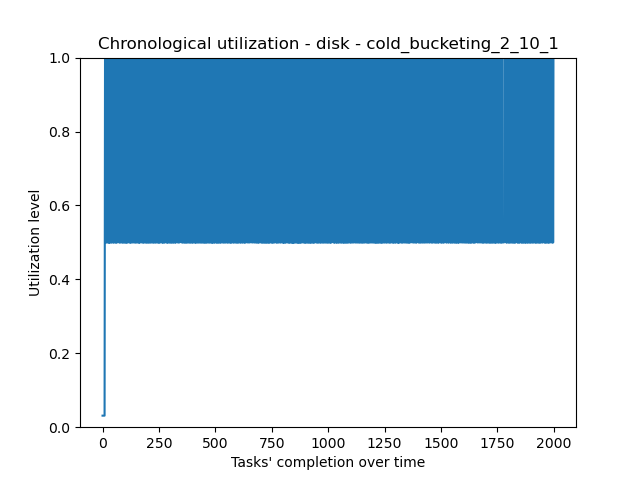 Chronological utilization - disk - cold_bucketing_2_10_1
1.0
0.8
0.6
0.4
0.2
0.0
Utilization level
0 250 500 750 1000 1250 1500 1750 2000
Tasks' completion over time